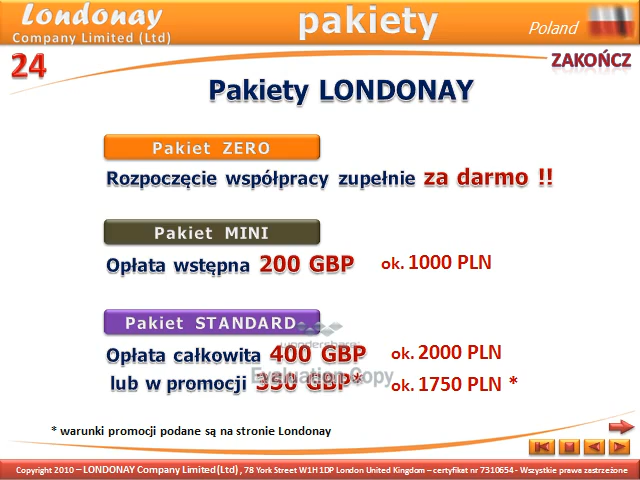 Londonay
Company Limited (Ltd)
pakiety
Poland
24
ZAKOŃCZ
Pakiety LONDONAY
Pakiet ZERO
Rozpoczęcie współpracy zupełnie za darmo !!
Pakiet MINI
Opłata wstępna 200 GBP ok. 1000 PLN
Pakiet STANDARD
wondershare
Opłata całkowita 400 GBP ok. 2000 PLN
lub w promocji 350 GBP* ok. 1750 PLN *
Evaluation Copy
* warunki promocji podane są na stronie Londonay
Copyright 2010 – LONDONAY Company Limited (Ltd) , 78 York Street W1H 1DP London United Kingdom – certyfikat nr 7310654 - Wszystkie prawa zastrzeżone